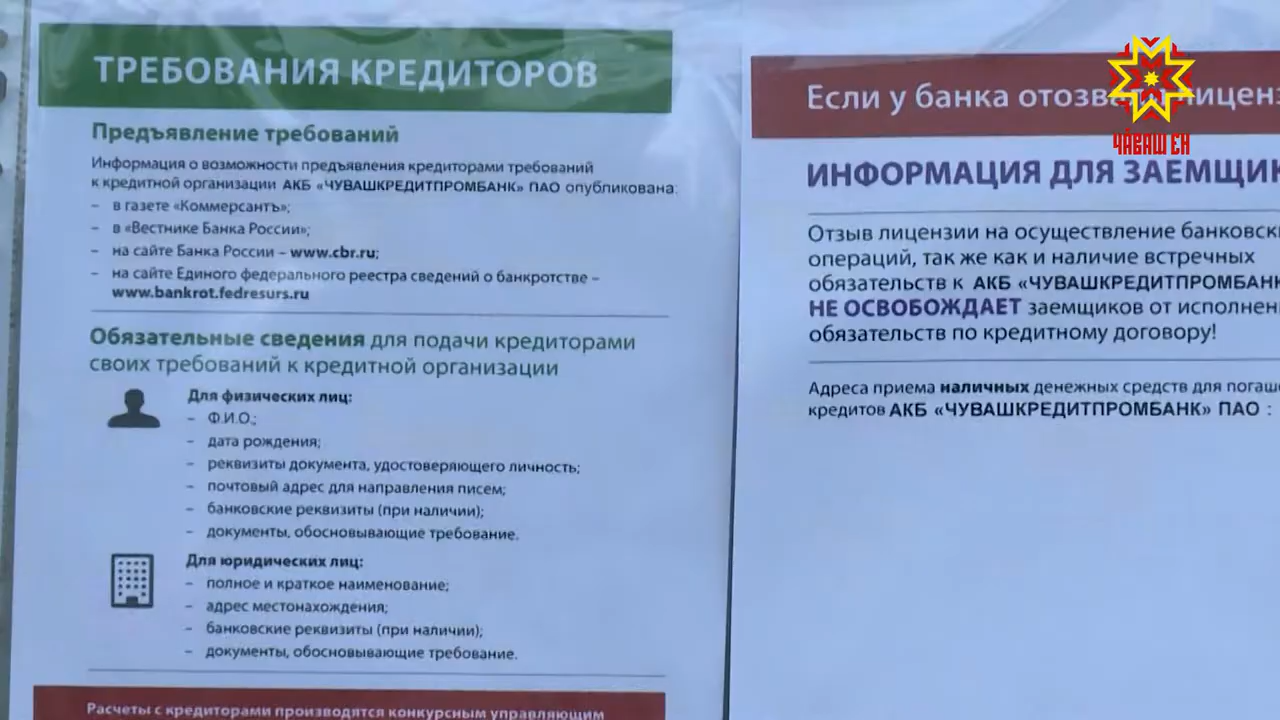 ТРЕБОВАНИЯ КРЕДИТОРОВ
Предъявление требований
Информация о возможности предъявления кредиторами требований
к кредитной организации АКБ «ЧУВАШКРЕДИТПРОМБАНК» ПАО опубликована:
– в газете «Коммерсантъ»;
– в «Вестнике Банка России»;
– на сайте Банка России – www.cbr.ru;
– на сайте Единого федерального реестра сведений о банкротстве –
www.bankrot.fedresurs.ru
Обязательные сведения для подачи кредиторами
своих требований к кредитной организации
Для физических лиц:
– Ф.И.О.;
– дата рождения;
– реквизиты документа, удостоверяющего личность;
– почтовый адрес для направления писем;
– банковские реквизиты (при наличии);
– документы, обосновывающие требование.
Для юридических лиц:
– полное и краткое наименование;
– адрес местонахождения;
– банковские реквизиты (при наличии);
– документы, обосновывающие требование.
Расчеты с кредиторами производятся конкурсным управляющим
Если у банка
ИНФОРМАЦИЯ ДЛЯ
Отзыв лицензии на осуществление
операций, так же как и наличие встречных
обязательств к АКБ «ЧУВАШКРЕДИТПРОМБАНК
НЕ ОСВОБОЖДАЕТ заемщиков от
обязательств по кредитному договору!
Адреса приема наличных денежных средств для
кредитов АКБ «ЧУВАШКРЕДИТПРОМБАНК» ПАО :
ЧӐВАШ ЕН